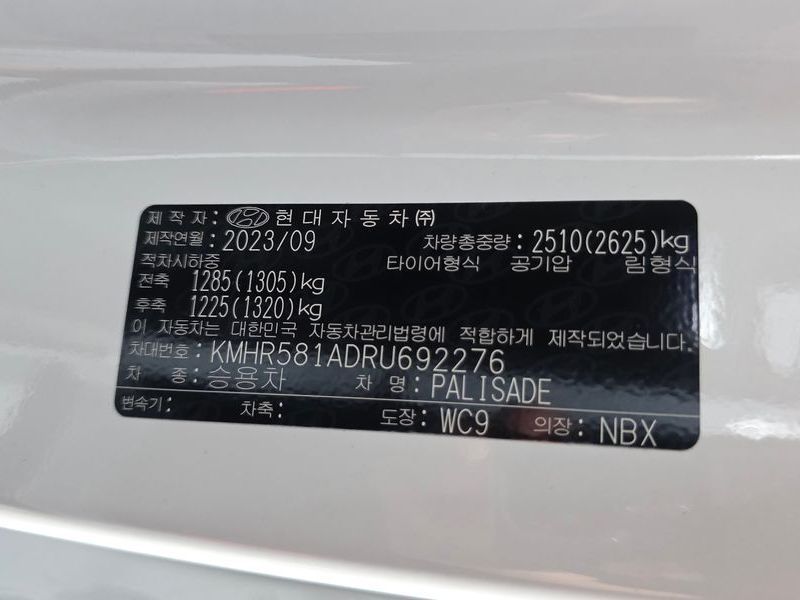 제 작 자 : 현대자동차㈜
제작연월 : 2023/09 차량총중량 : 2510(2625)kg
적차시하중 타이어형식 공기압 림형식
전축 1285(1305)kg
후축 1225(1320)kg
이 자동차는 대한민국 자동차관리법령에 적합하게 제작되었습니다.
차대번호 : KMHR581ADRU692276
차 종 : 승용차 차 명 : PALISADE
변속기 : 차축 : 도장 : WC9 의장 : NBX